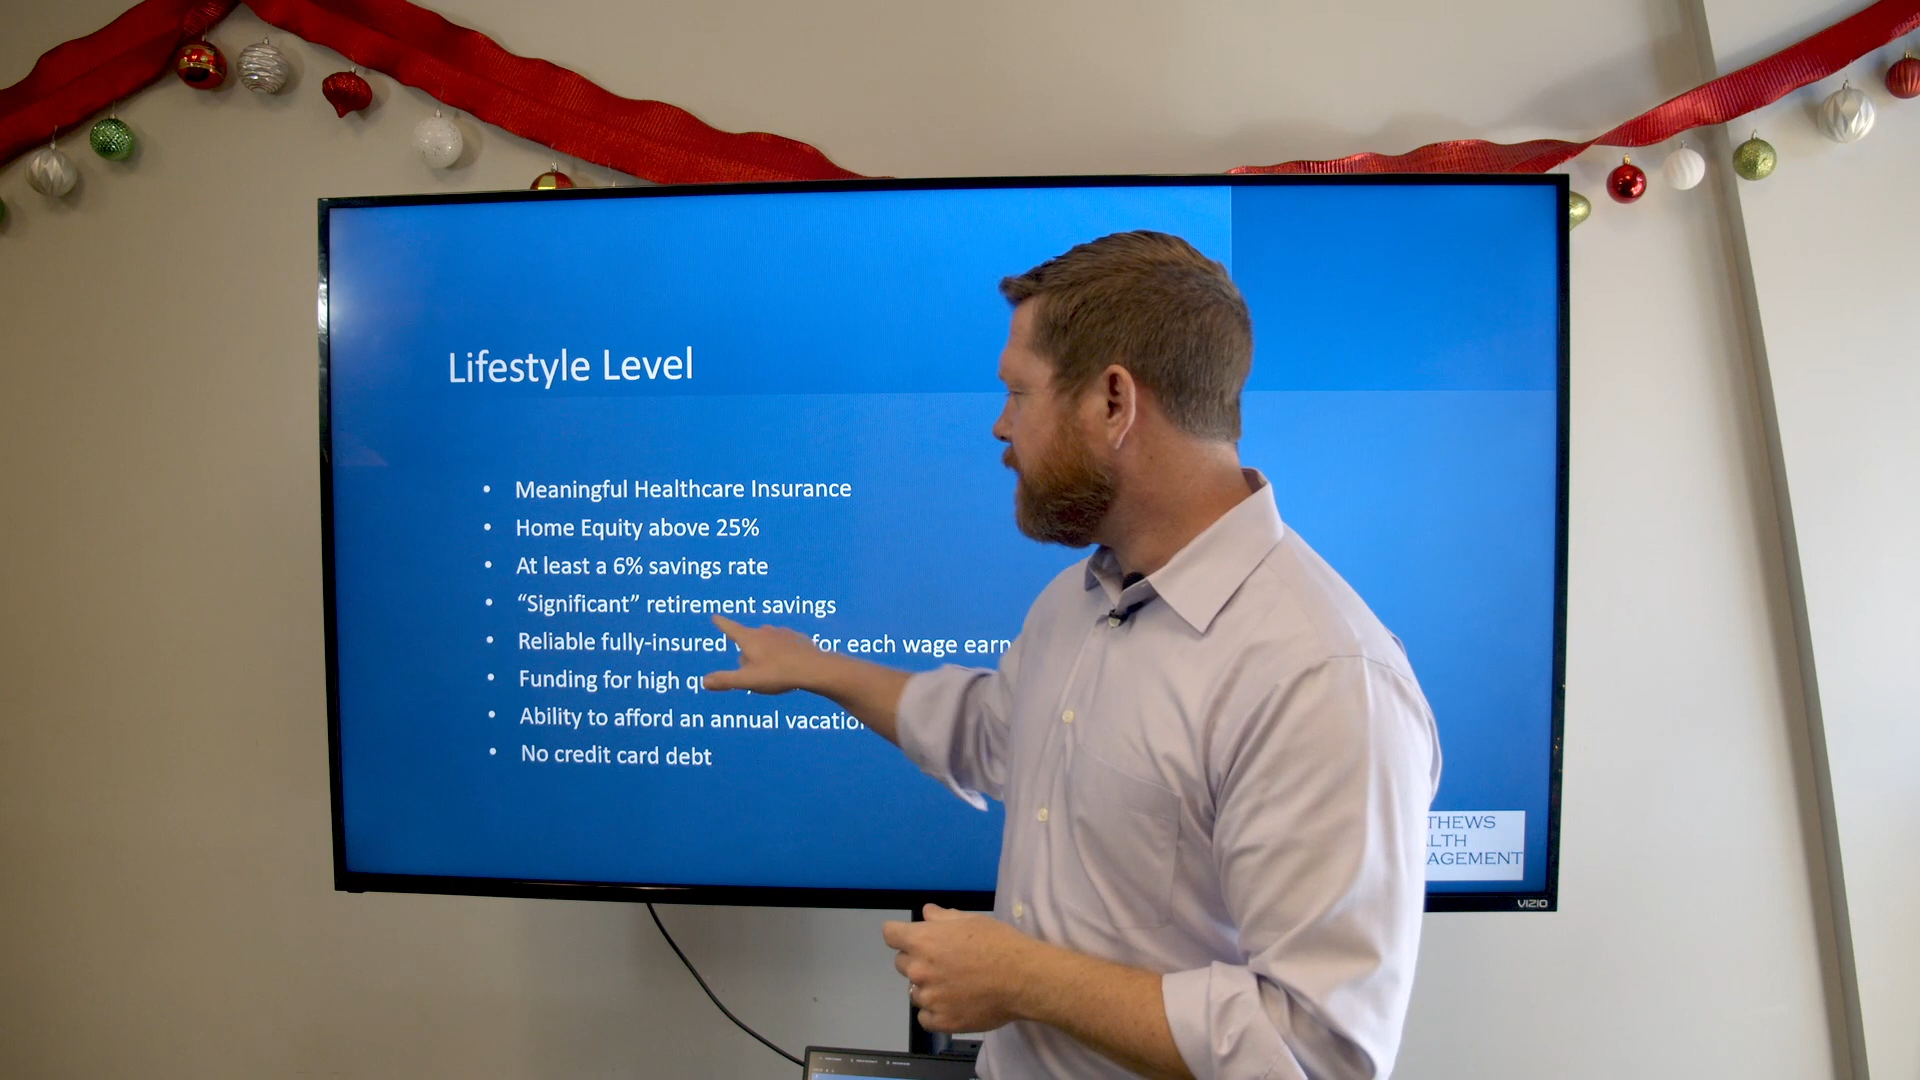 Lifestyle Level
• Meaningful Healthcare Insurance
• Home Equity above 25%
• At least a 6% savings rate
• “Significant” retirement savings
• Reliable fully-insured for each wage earn
• Funding for high qu
• Ability to afford an annual vacation
• No credit card debt
THEWS
LTH
AGEMENT
VIZIO